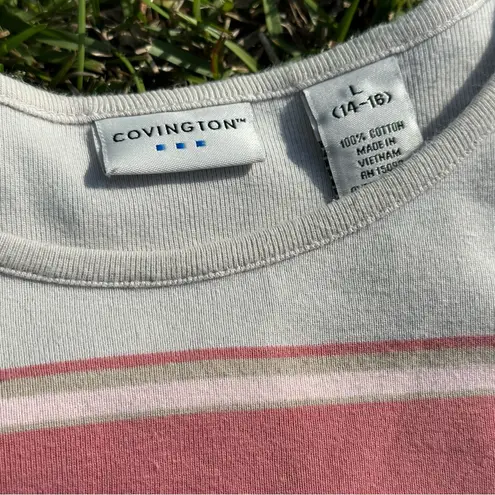 COVINGTON™
L
(14-16)
100% COTTON
MADE IN
VIETNAM